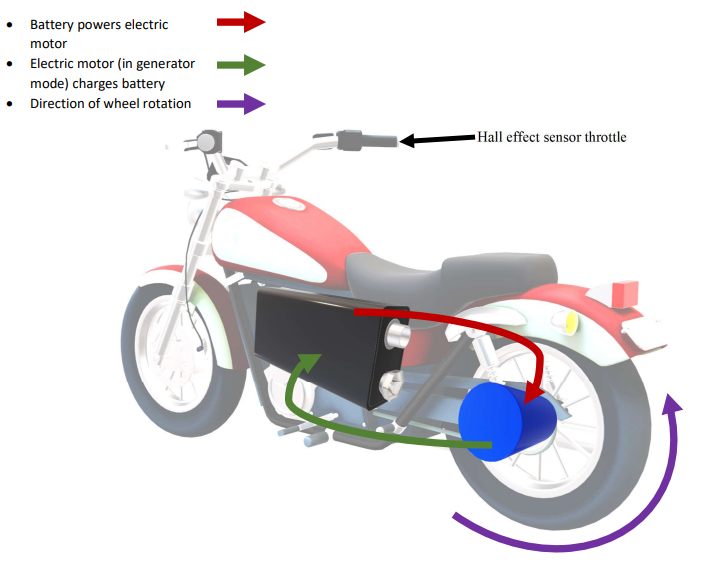 Battery powers electric
motor
Electric motor (in generator
mode) charges battery
Direction of wheel rotation
Hall effect sensor throttle